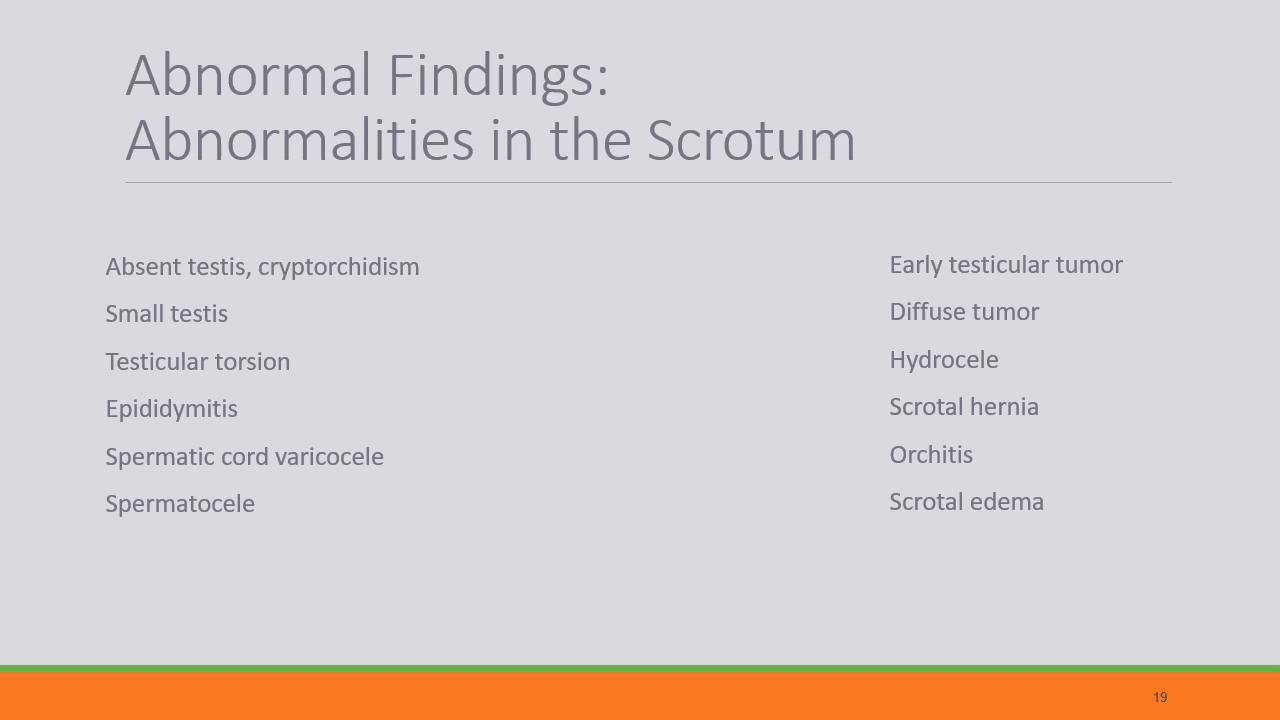 Abnormal Findings:
Abnormalities in the Scrotum
Absent testis, cryptorchidism
Small testis
Testicular torsion
Epididymitis
Spermatic cord varicocele
Spermatocele
Early testicular tumor
Diffuse tumor
Hydrocele
Scrotal hernia
Orchitis
Scrotal edema
19